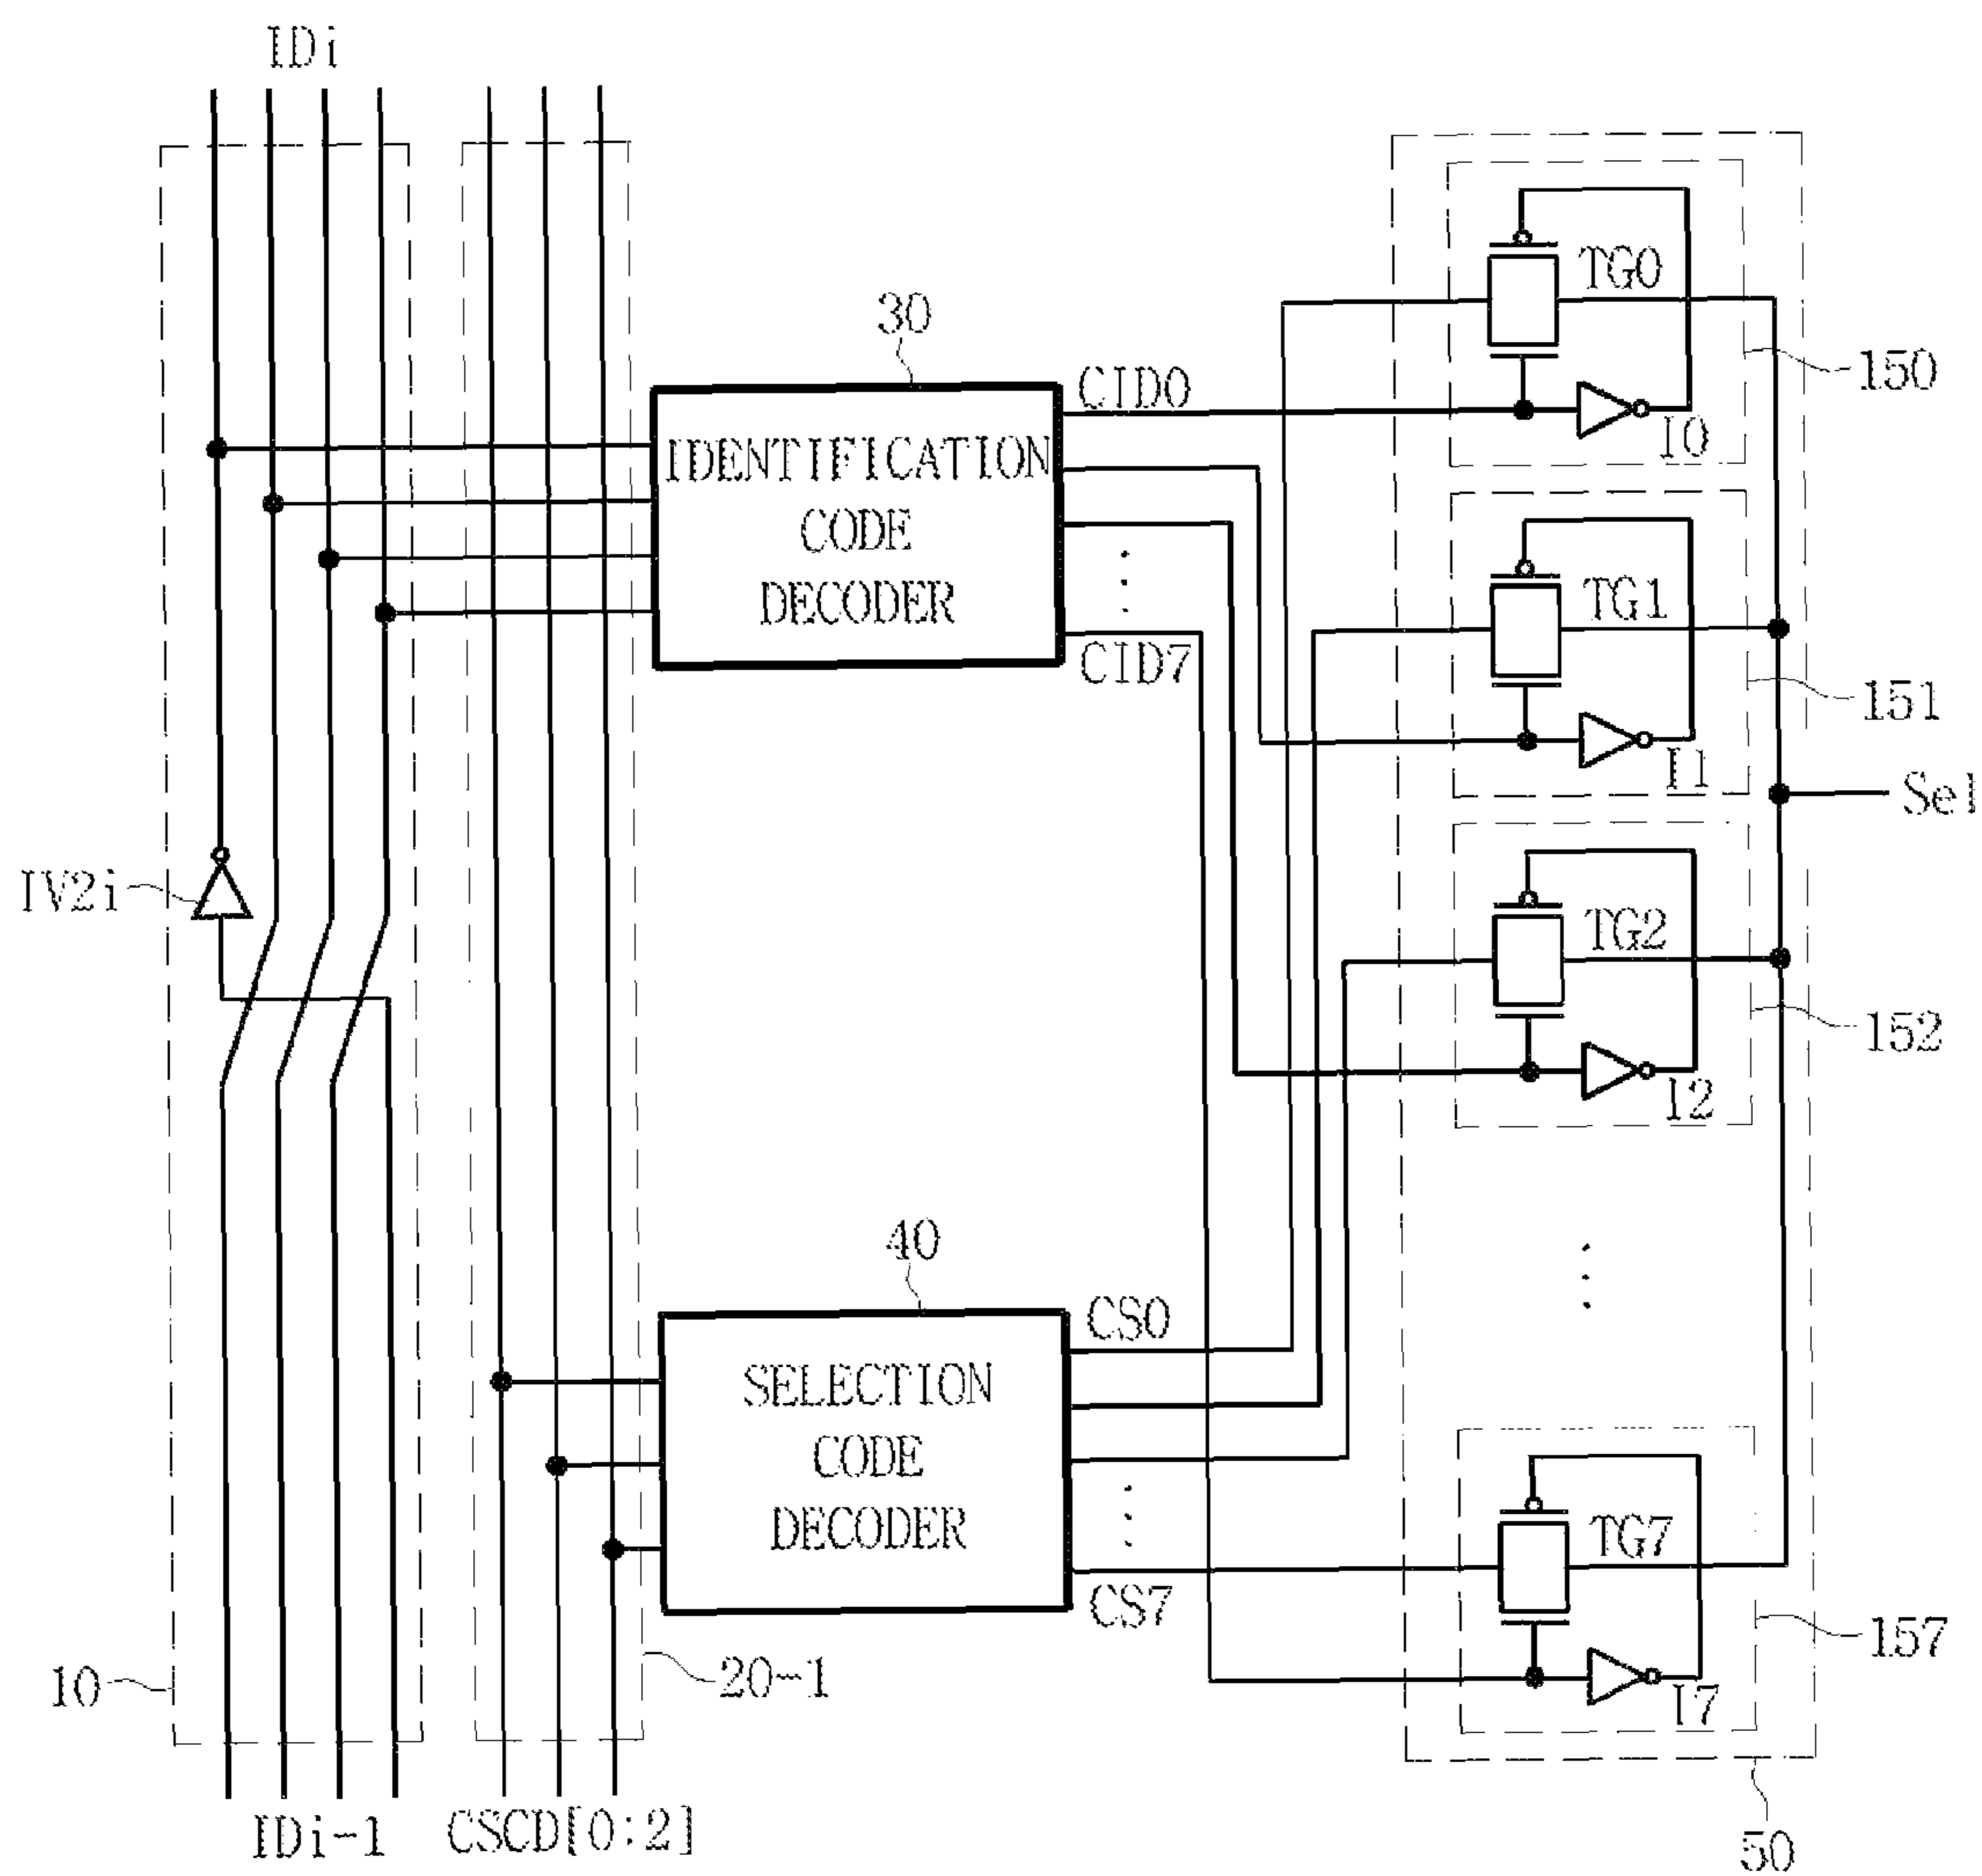 IDi
30
CID0
IDENTIFICATION
CODE
DECODER
CID7
TG0
150
I0
TG1
151
I1
Sel
IV2i
TG2
152
I2
40
CS0
SELECTION
CODE
DECODER
CS7
TG7
157
I7
10
20-1
IDi-1
CSCD[0:2]
50